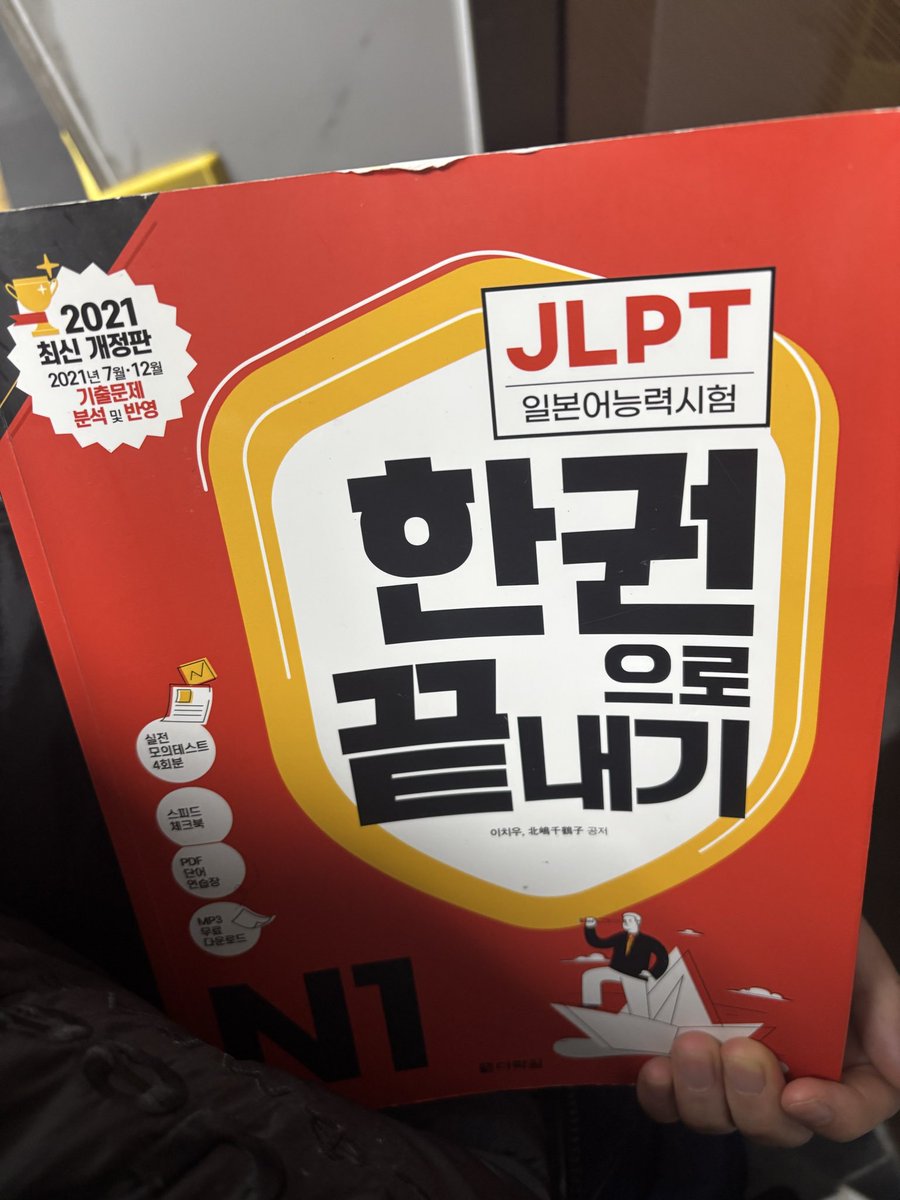 2021
최신 개정판
2021년 7월·12월
기출문제
분석 및 반영
JLPT
일본어능력시험
한권
으로
끝내기
이치우, 北嶋千鶴子 공저
실전
모의테스트
4회분
스피드
체크북
PDF
단어
연습장
MP3
무료
다운로드
N1
다락원